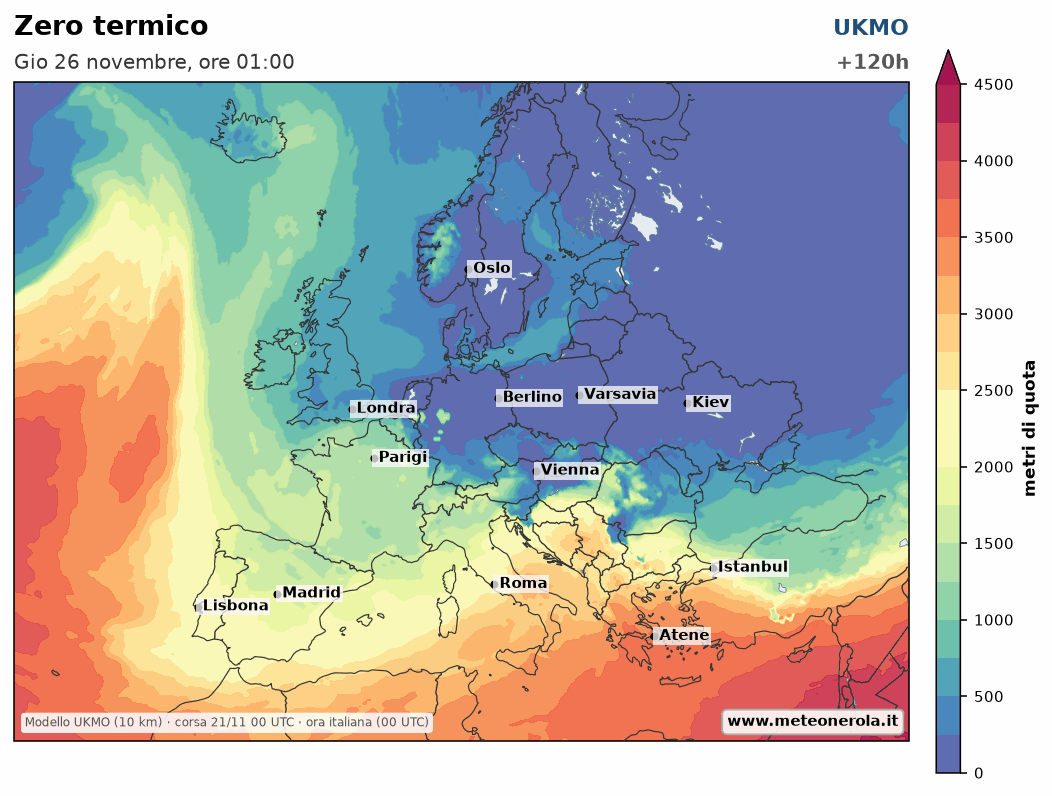 Zero termico
UKMO
Gio 26 novembre, ore 01:00
+120h
4500
4000
3500
3000
2500
2000
1500
1000
500
0
metri di quota
Oslo
Berlino
Varsavia
Kiev
Londra
Parigi
Vienna
Istanbul
Roma
Madrid
Lisbona
Atene
Modello UKMO (10 km) · corsa 21/11 00 UTC · ora italiana (00 UTC)
www.meteonerola.it